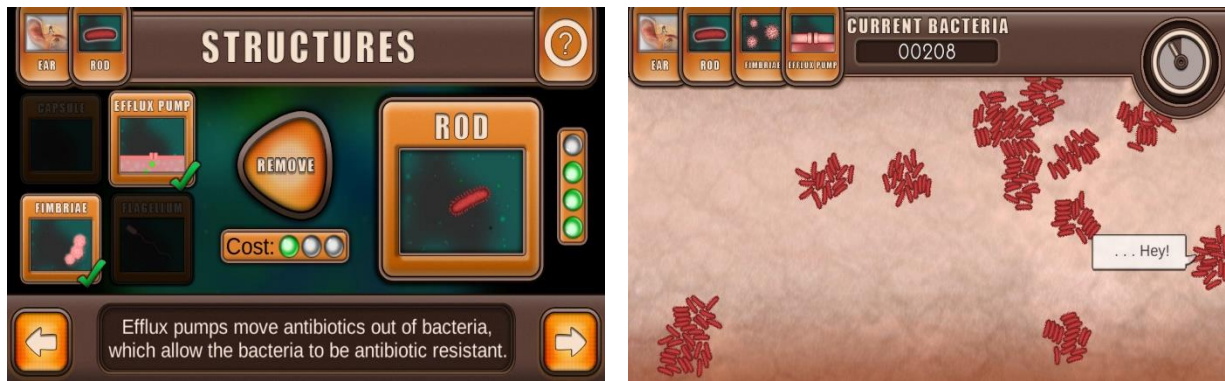 EAR
ROD
STRUCTURES
?
CAPSULE
EFFLUX PUMP
REMOVE
ROD
FIMBRIAE
FLAGELLUM
Cost:
Efflux pumps move antibiotics out of bacteria,
which allow the bacteria to be antibiotic resistant.
EAR
ROD
FIMBRIAE
EFFLUX PUMP
CURRENT BACTERIA
00208
. . . Hey!